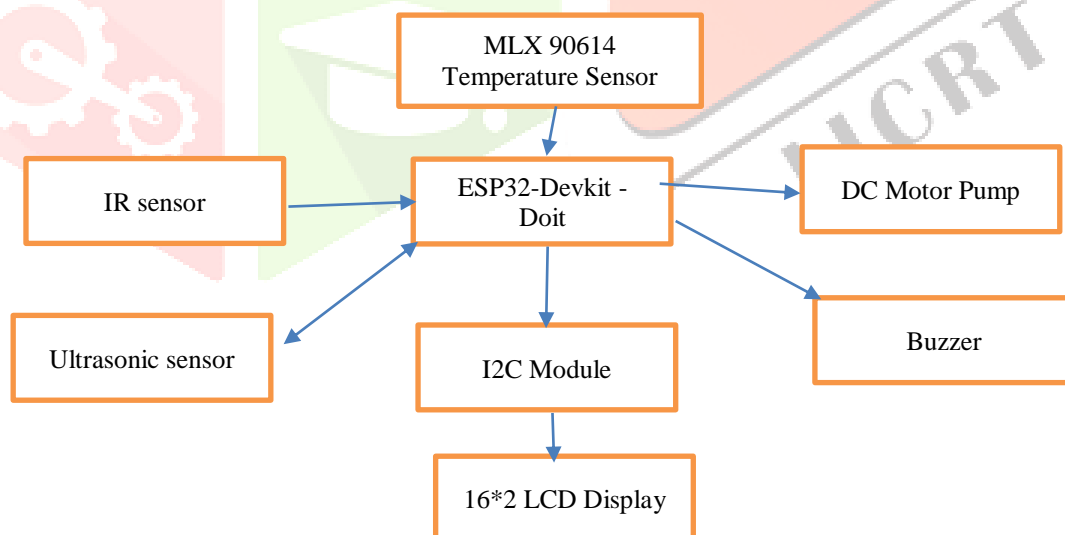 MLX 90614
Temperature Sensor
IR sensor
ESP32-Devkit -
Doit
DC Motor Pump
Ultrasonic sensor
I2C Module
Buzzer
16*2 LCD Display